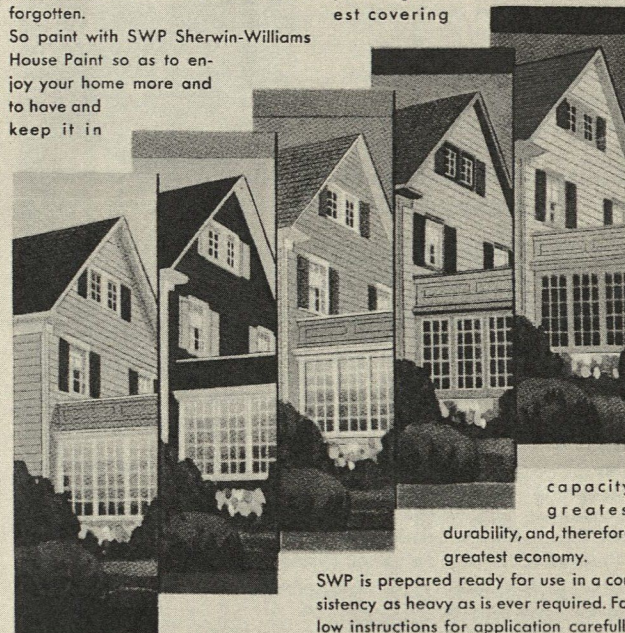 forgotten.
So paint with SWP Sherwin-Williams
House Paint so as to en-
joy your home more and
to have and
keep it in
est covering
capacity
greates
durability, and, therefor
greatest economy.
SWP is prepared ready for use in a con
sistency as heavy as is ever required. Fo
low instructions for application carefull